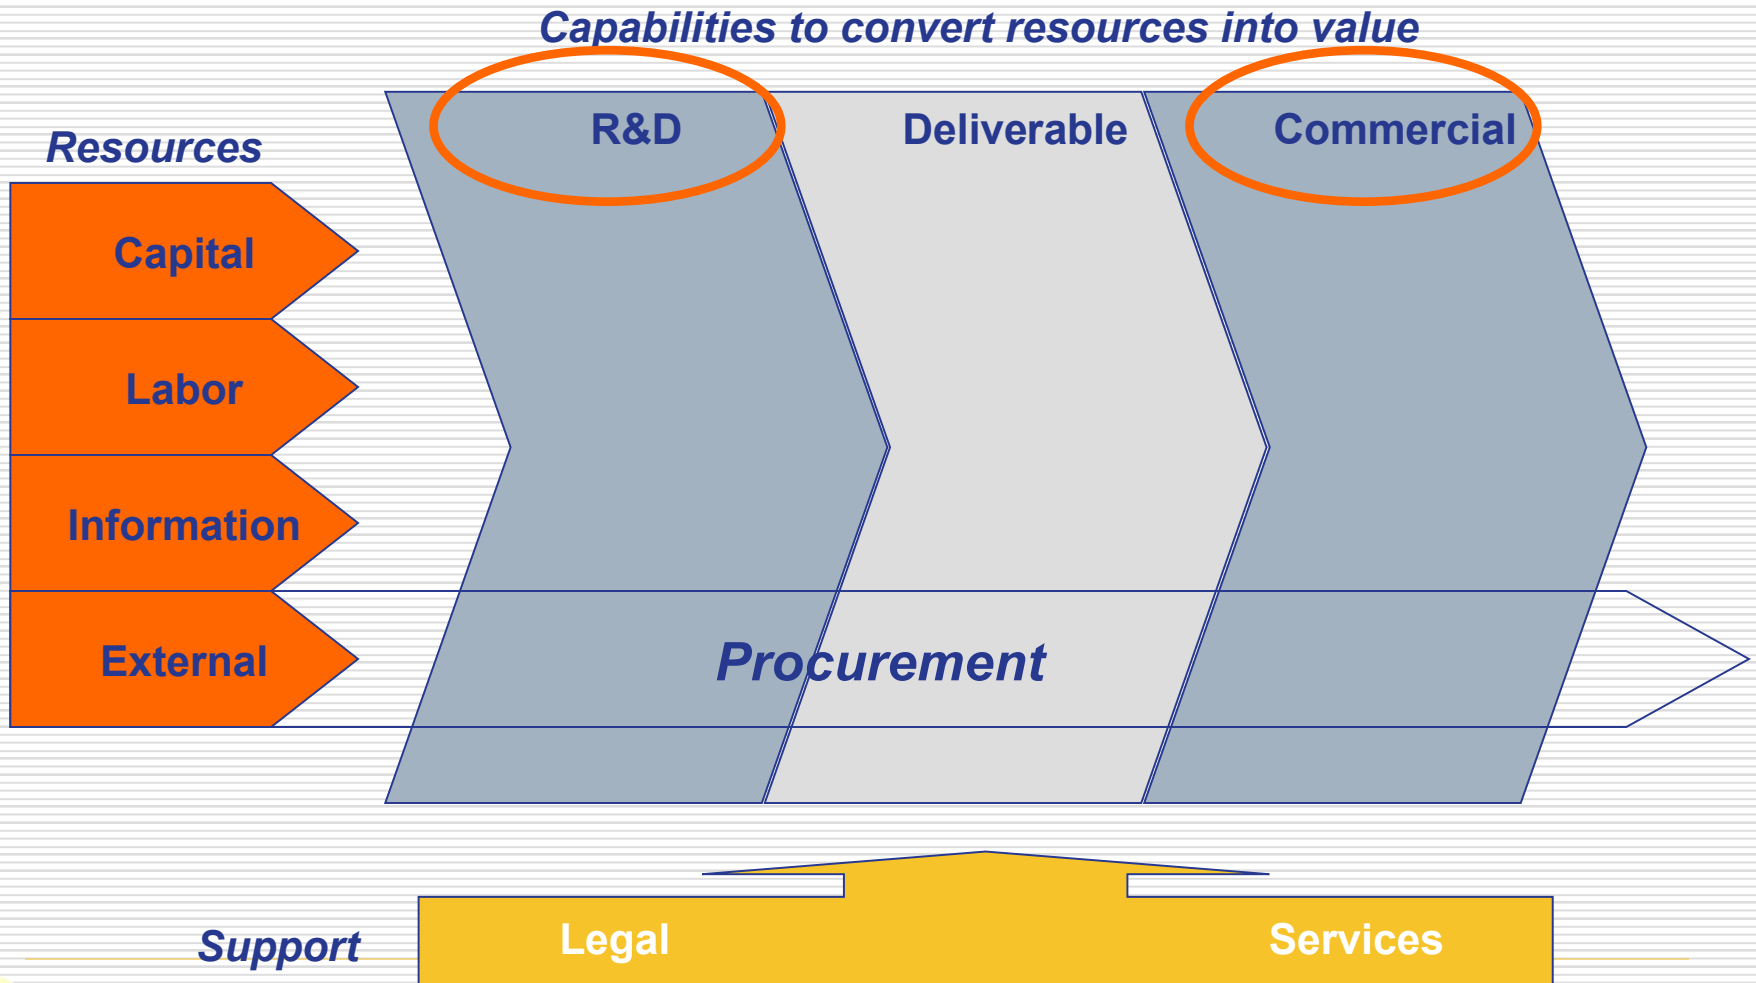 Capabilities to convert resources into value
R&D
Deliverable
Commercial
Resources
Capital
Labor
Information
External
Procurement
Support
Legal
Services